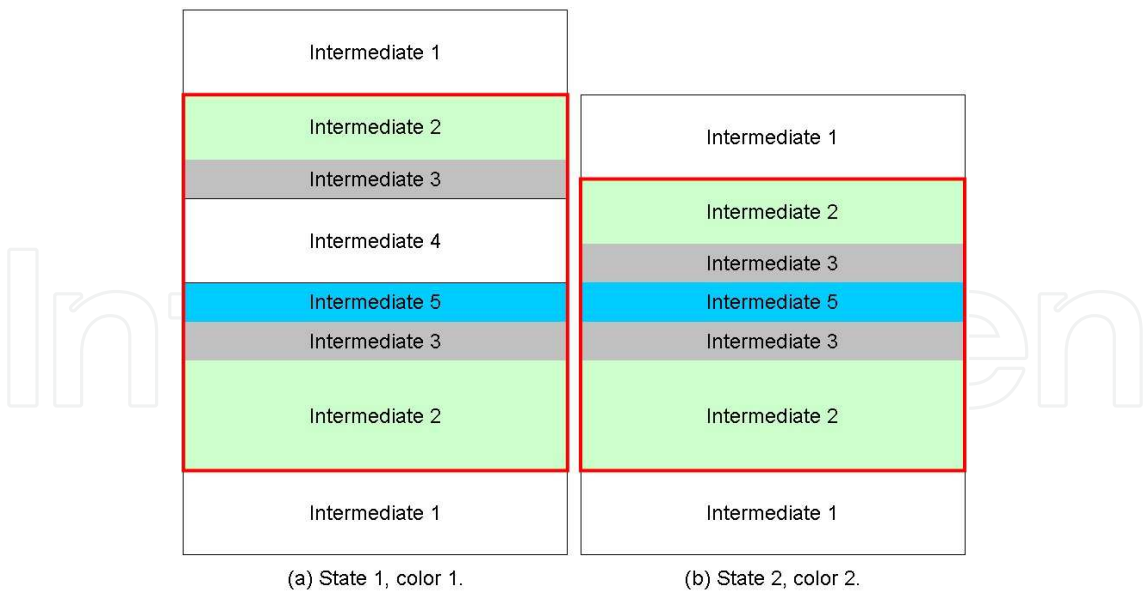 Intermediate 1
Intermediate 2
Intermediate 3
Intermediate 4
Intermediate 5
Intermediate 3
Intermediate 2
Intermediate 1
(a) State 1, color 1.
Intermediate 1
Intermediate 2
Intermediate 3
Intermediate 5
Intermediate 3
Intermediate 2
Intermediate 1
(b) State 2, color 2.